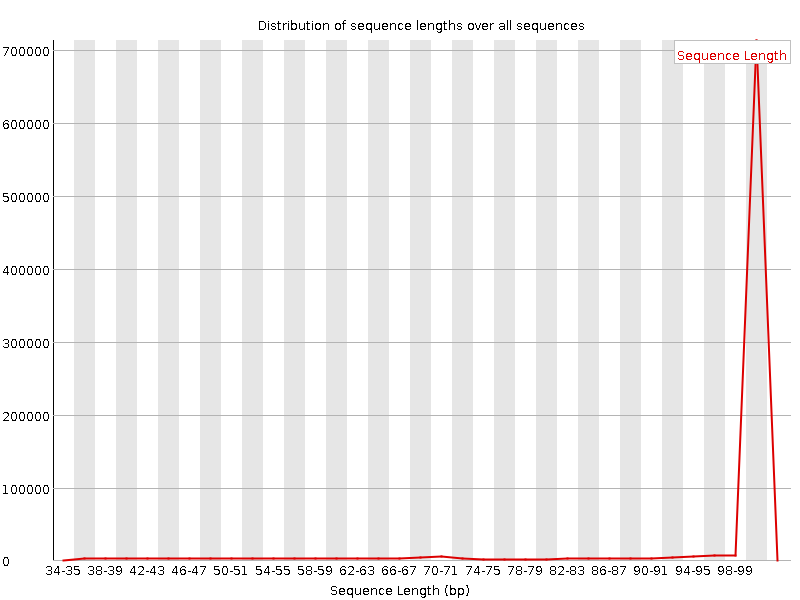 Distribution of sequence lengths over all sequences
Sequence Length
700000
600000
500000
400000
300000
200000
100000
0
34-35 38-39 42-43 46-47 50-51 54-55 58-59 62-63 66-67 70-71 74-75 78-79 82-83 86-87 90-91 94-95 98-99
Sequence Length (bp)